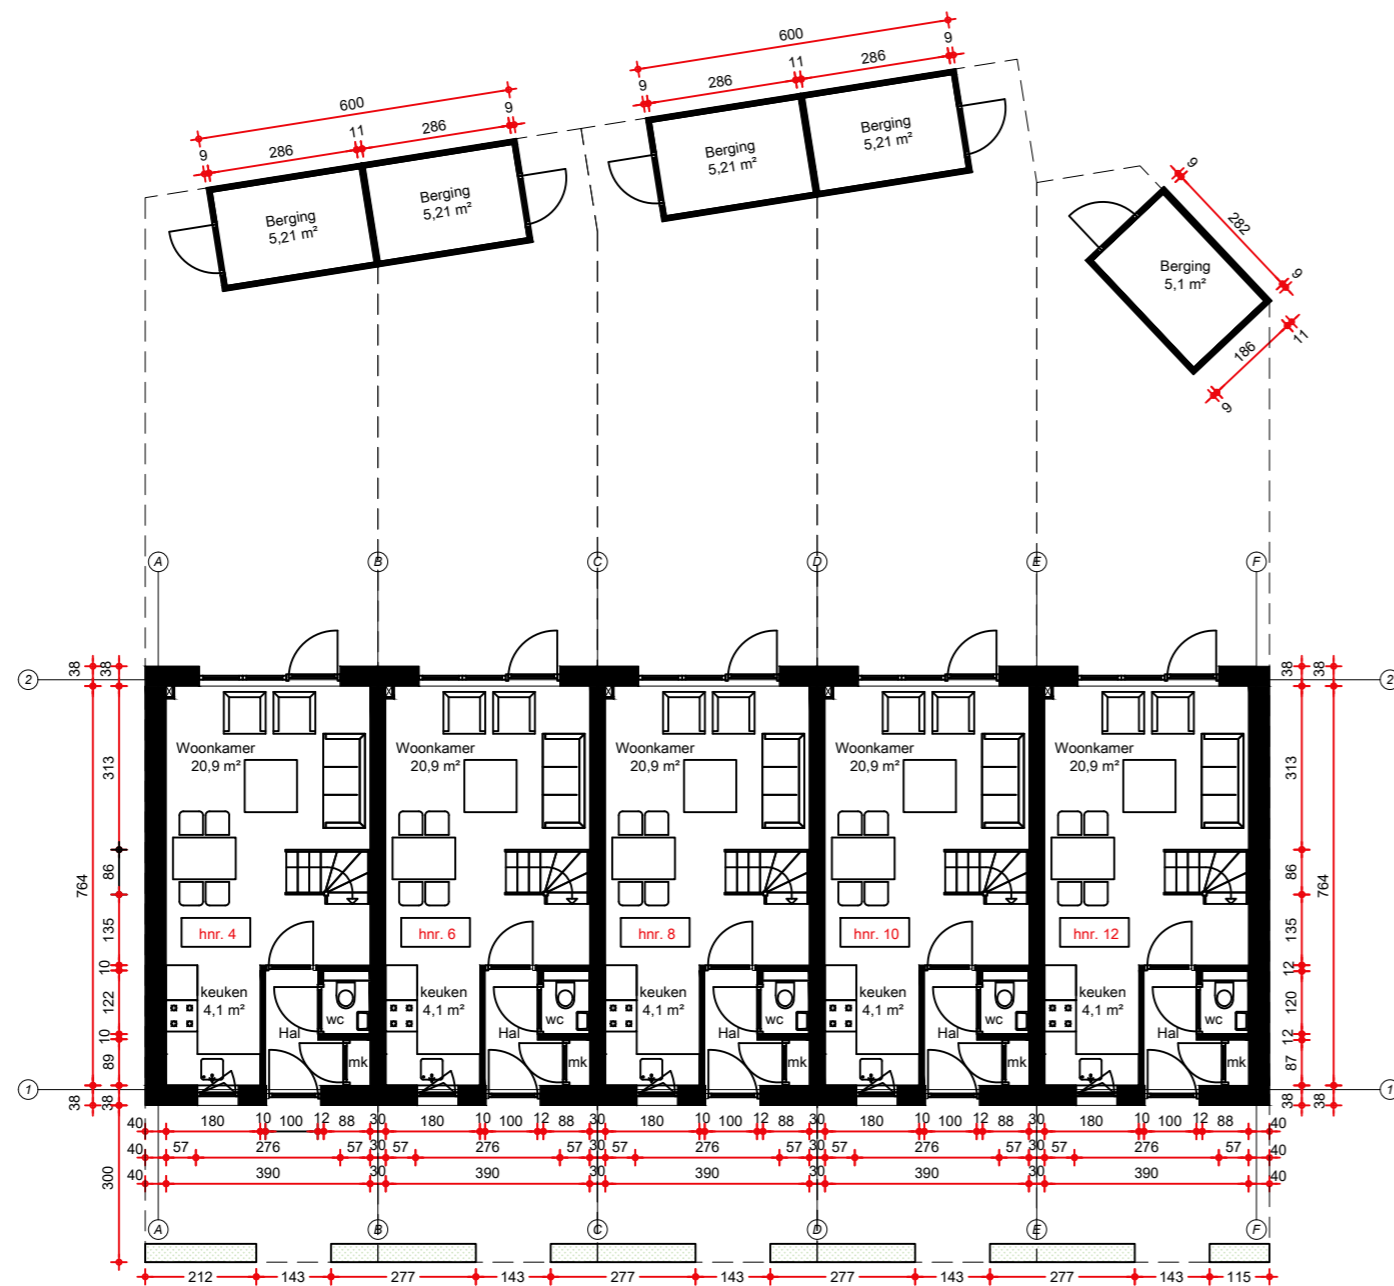 600
9 286 11 286 9
600
9 286 11 286 9
Berging
5,21 m²
Berging
5,21 m²
Berging
5,21 m²
Berging
5,21 m²
9 282 9
Berging
5,1 m²
186 11
9
A B C D E F
38 38 38 38
2 2
Woonkamer
20,9 m²
Woonkamer
20,9 m²
Woonkamer
20,9 m²
Woonkamer
20,9 m²
Woonkamer
20,9 m²
313 313
86 86
764 764
135 135
hnr. 4 hnr. 6 hnr. 8 hnr. 10 hnr. 12
10 12
keuken
4,1 m²
keuken
4,1 m²
keuken
4,1 m²
keuken
4,1 m²
keuken
4,1 m²
122 120
wc wc wc wc wc
Hal Hal Hal Hal Hal
10 12
mk mk mk mk mk
89 87
1 1
38 38 38 38
40 180 10 100 12 88 30 180 10 100 12 88 30 180 10 100 12 88 30 180 10 100 12 88 30 180 10 100 12 88 40
40 57 276 57 30 57 276 57 30 57 276 57 30 57 276 57 30 57 276 57 40
300
40 390 30 390 30 390 30 390 30 390 40
A B C D E F
212 143 277 143 277 143 277 143 277 143 115